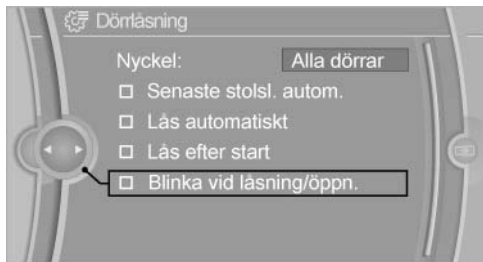 Dörrlåsning
Nyckel: Alla dörrar
Senaste stolsl. autom.
Lås automatiskt
Lås efter start
Blinka vid låsning/öppn.